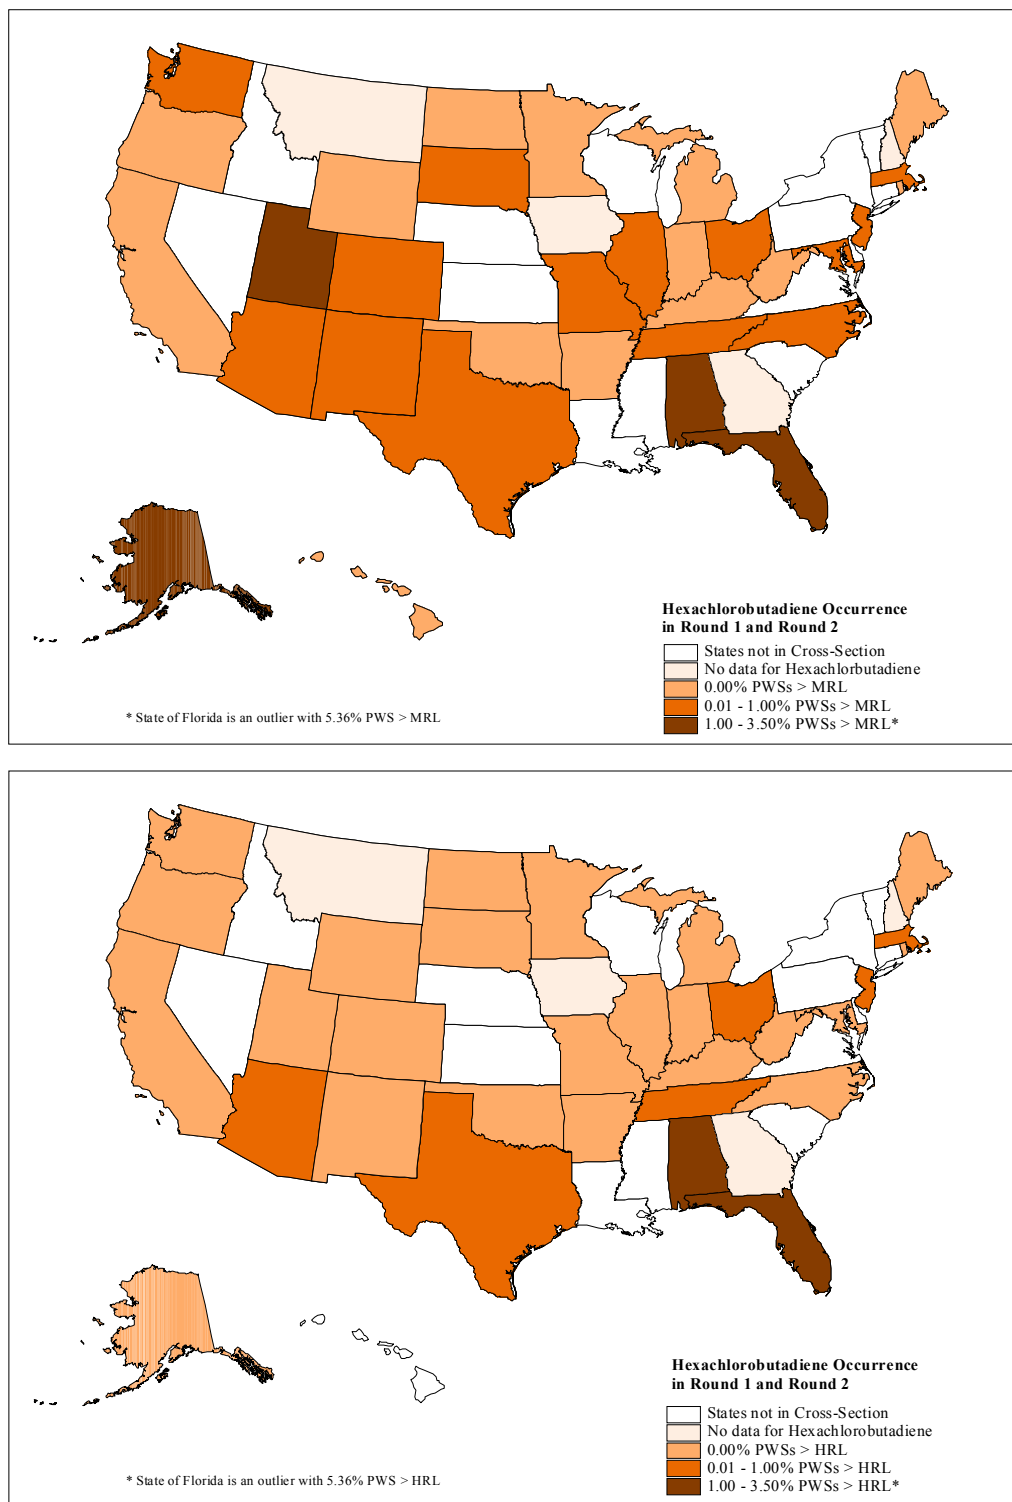 Hexachlorobutadiene Occurrence
in Round 1 and Round 2
States not in Cross-Section
No data for Hexachlorbutadiene
0.00% PWSs > MRL
0.01 - 1.00% PWSs > MRL
1.00 - 3.50% PWSs > MRL*
* State of Florida is an outlier with 5.36% PWS > MRL
Hexachlorobutadiene Occurrence
in Round 1 and Round 2
States not in Cross-Section
No data for Hexachlorobutadiene
0.00% PWSs > HRL
0.01 - 1.00% PWSs > HRL
1.00 - 3.50% PWSs > HRL*
* State of Florida is an outlier with 5.36% PWS > HRL